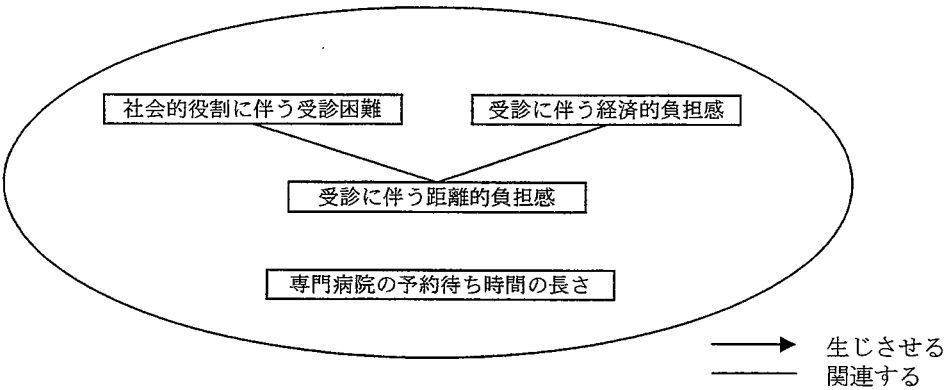 社会的役割に伴う受診困難
受診に伴う経済的負担感
受診に伴う距離的負担感
専門病院の予約待ち時間の長さ
生じさせる
関連する